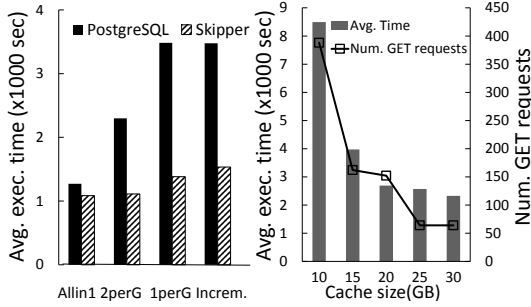 PostgreSQL
Skipper
Avg. exec. time (x1000 sec)
4
3
2
1
0
Allin1 2perG 1perG Increm.
Avg. Time
Num. GET requests
Avg. exec. time (x1000 sec)
9
8
7
6
5
4
3
2
1
0
450
400
350
300
250
200
150
100
50
0
Num. GET requests
10 15 20 25 30
Cache size(GB)